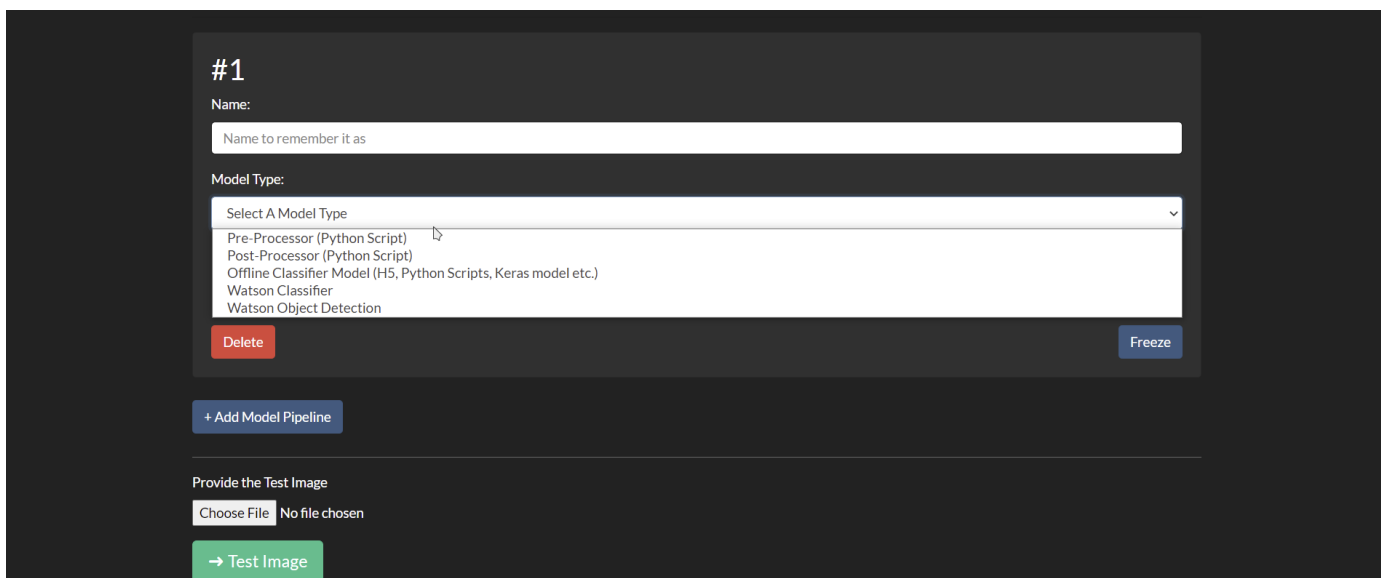 #1
Name:
Name to remember it as
Model Type:
Select A Model Type
Pre-Processor (Python Script)
Post-Processor (Python Script)
Offline Classifier Model (H5, Python Scripts, Keras model etc.)
Watson Classifier
Watson Object Detection
Delete
Freeze
+ Add Model Pipeline
Provide the Test Image
Choose File No file chosen
➔ Test Image